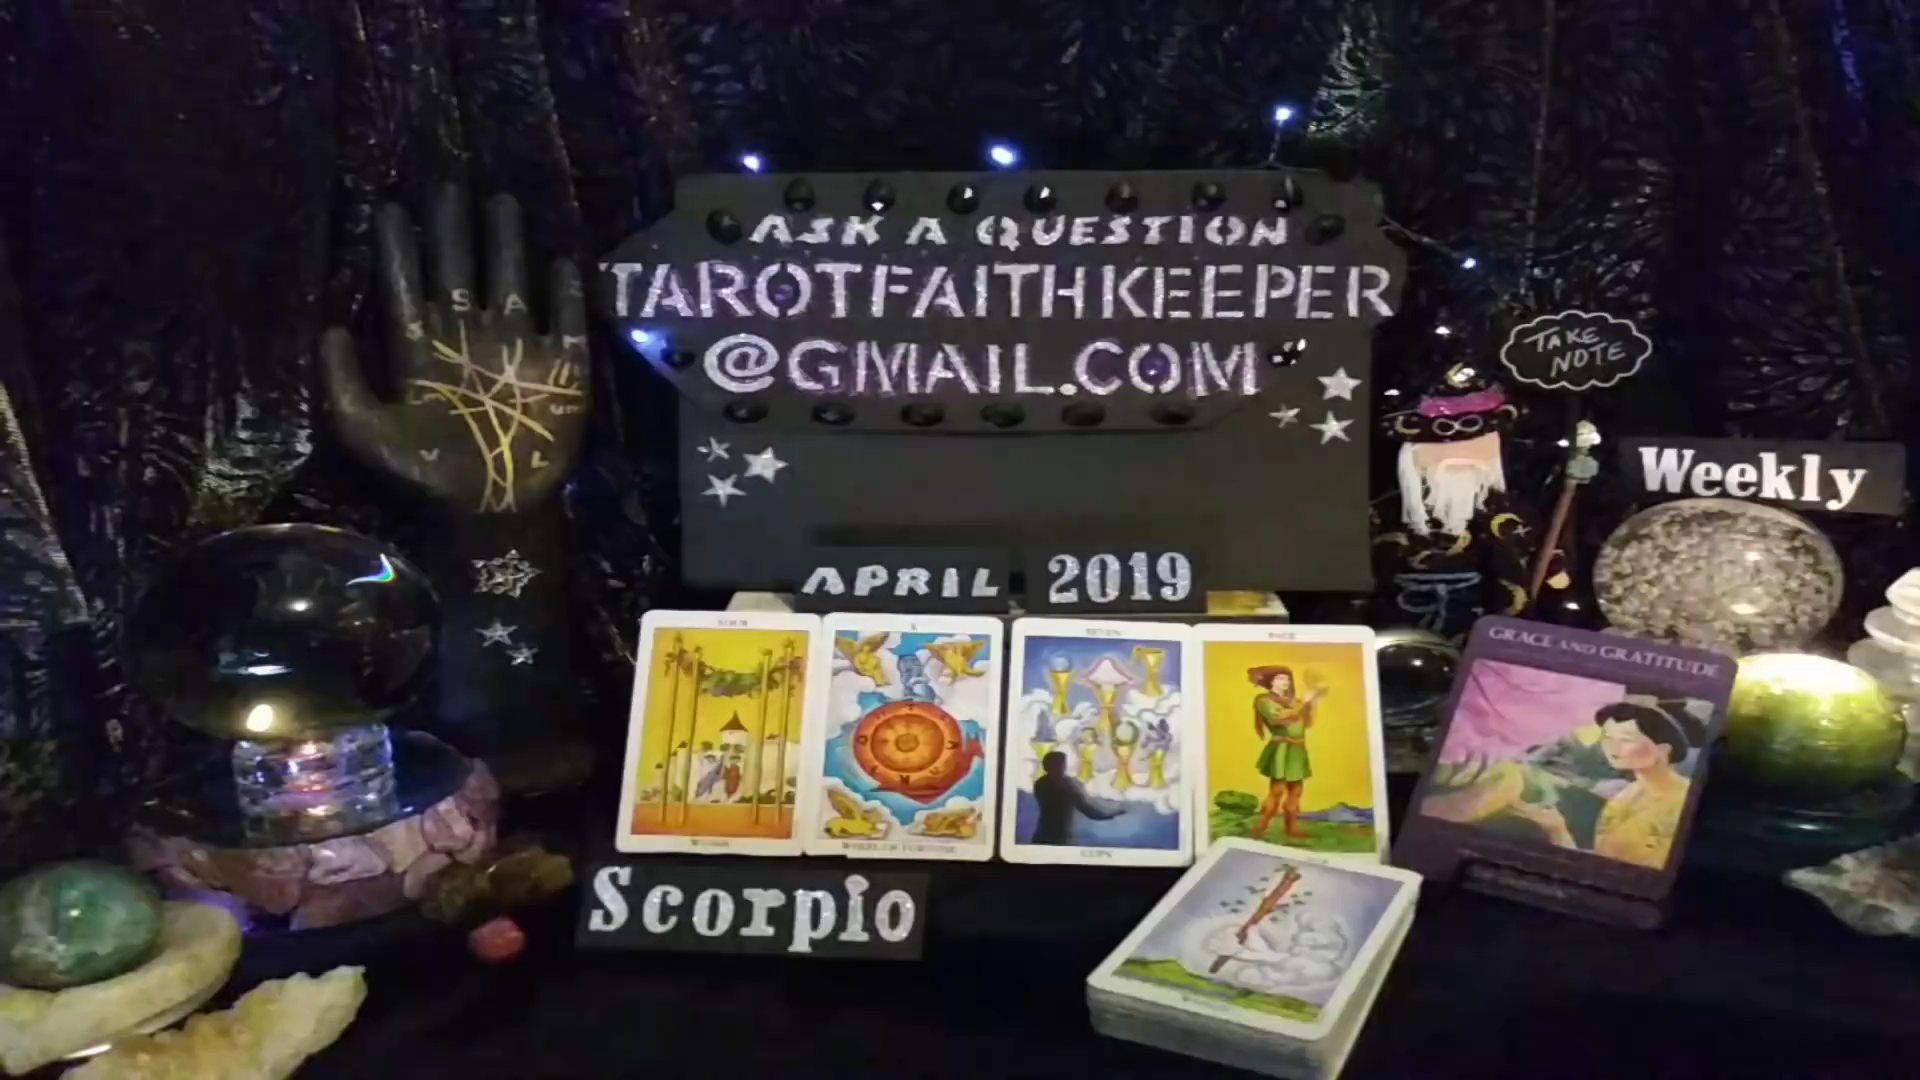 ASK A QUESTION
TAROTFAITHKEEPER
@GMAIL.COM
TAKE
NOTE
Weekly
APRIL 2019
FOUR
X
SEVEN
PAGE
GRACE AND GRATITUDE
WANDS
WHEEL OF FORTUNE
CUPS
Scorpio
S A
M
V L